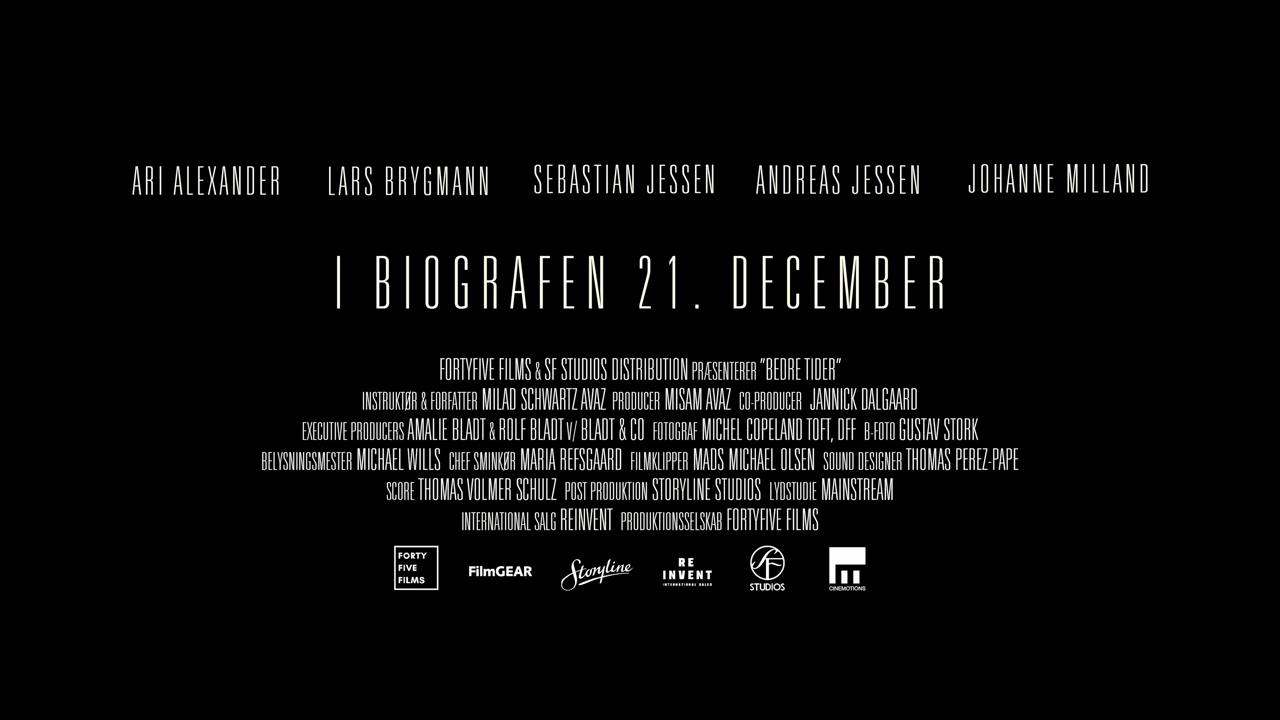 ARI ALEXANDER LARS BRYGMANN SEBASTIAN JESSEN ANDREAS JESSEN JOHANNE MILLAND
I BIOGRAFEN 21. DECEMBER
FORTYFIVE FILMS & SF STUDIOS DISTRIBUTION PRÆSENTERER "BEDRE TIDER"
INSTRUKTØR & FORFATTER MILAD SCHWARTZ AVAZ PRODUCER MISAM AVAZ CO-PRODUCER JANNICK DALGAARD
EXECUTIVE PRODUCERS AMALIE BLADT & ROLF BLADT V/ BLADT & CO FOTOGRAF MICHEL COPELAND TOFT, DFF B-FOTO GUSTAV STORK
BELYSNINGSMESTER MICHAEL WILLS CHEF SMINKØR MARIA REFSGAARD FILMKLIPPER MADS MICHAEL OLSEN SOUND DESIGNER THOMAS PEREZ-PAPE
SCORE THOMAS VOLMER SCHULZ POST PRODUKTION STORYLINE STUDIOS LYDSTUDIE MAINSTREAM
INTERNATIONAL SALG REINVENT PRODUKTIONSSELSKAB FORTYFIVE FILMS
FORTY
FIVE
FILMS
FilmGEAR
Storyline
RE
INVENT
INTERNATIONAL SALES
SF
STUDIOS
CINEMOTIONS